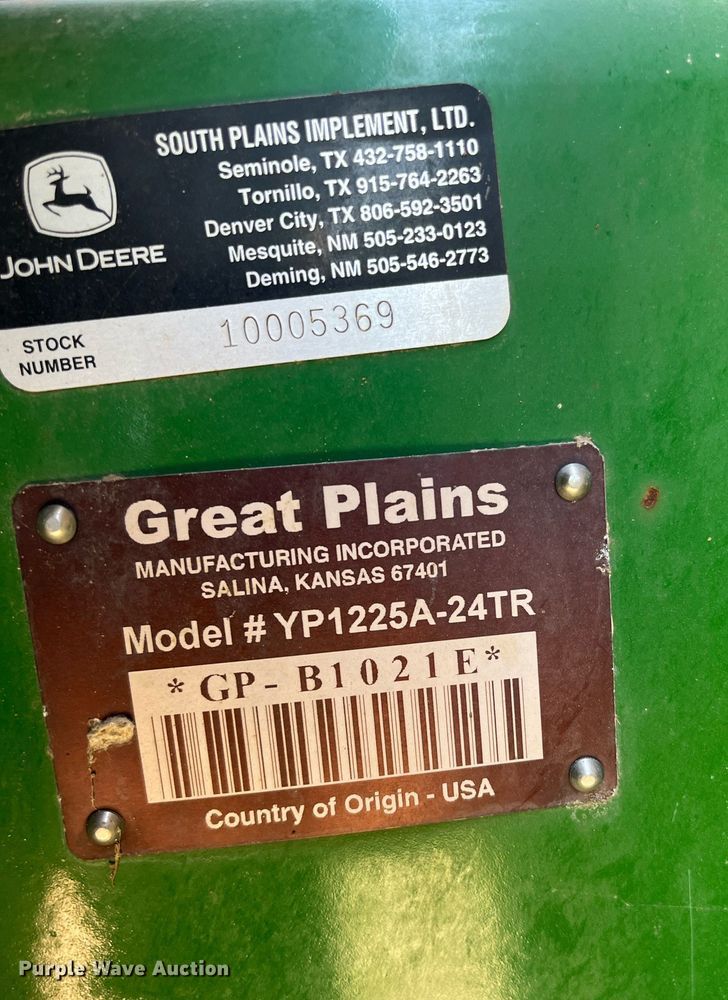 SOUTH PLAINS IMPLEMENT, LTD.
Seminole, TX 432-758-1110
Tornillo, TX 915-764-2263
Denver City, TX 806-592-3501
Mesquite, NM 505-233-0123
Deming, NM 505-546-2773
JOHN DEERE
STOCK
NUMBER
10005369
Great Plains
MANUFACTURING INCORPORATED
SALINA, KANSAS 67401
Model # YP1225A-24TR
*GP-B1021E*
Country of Origin - USA
Purple Wave Auction